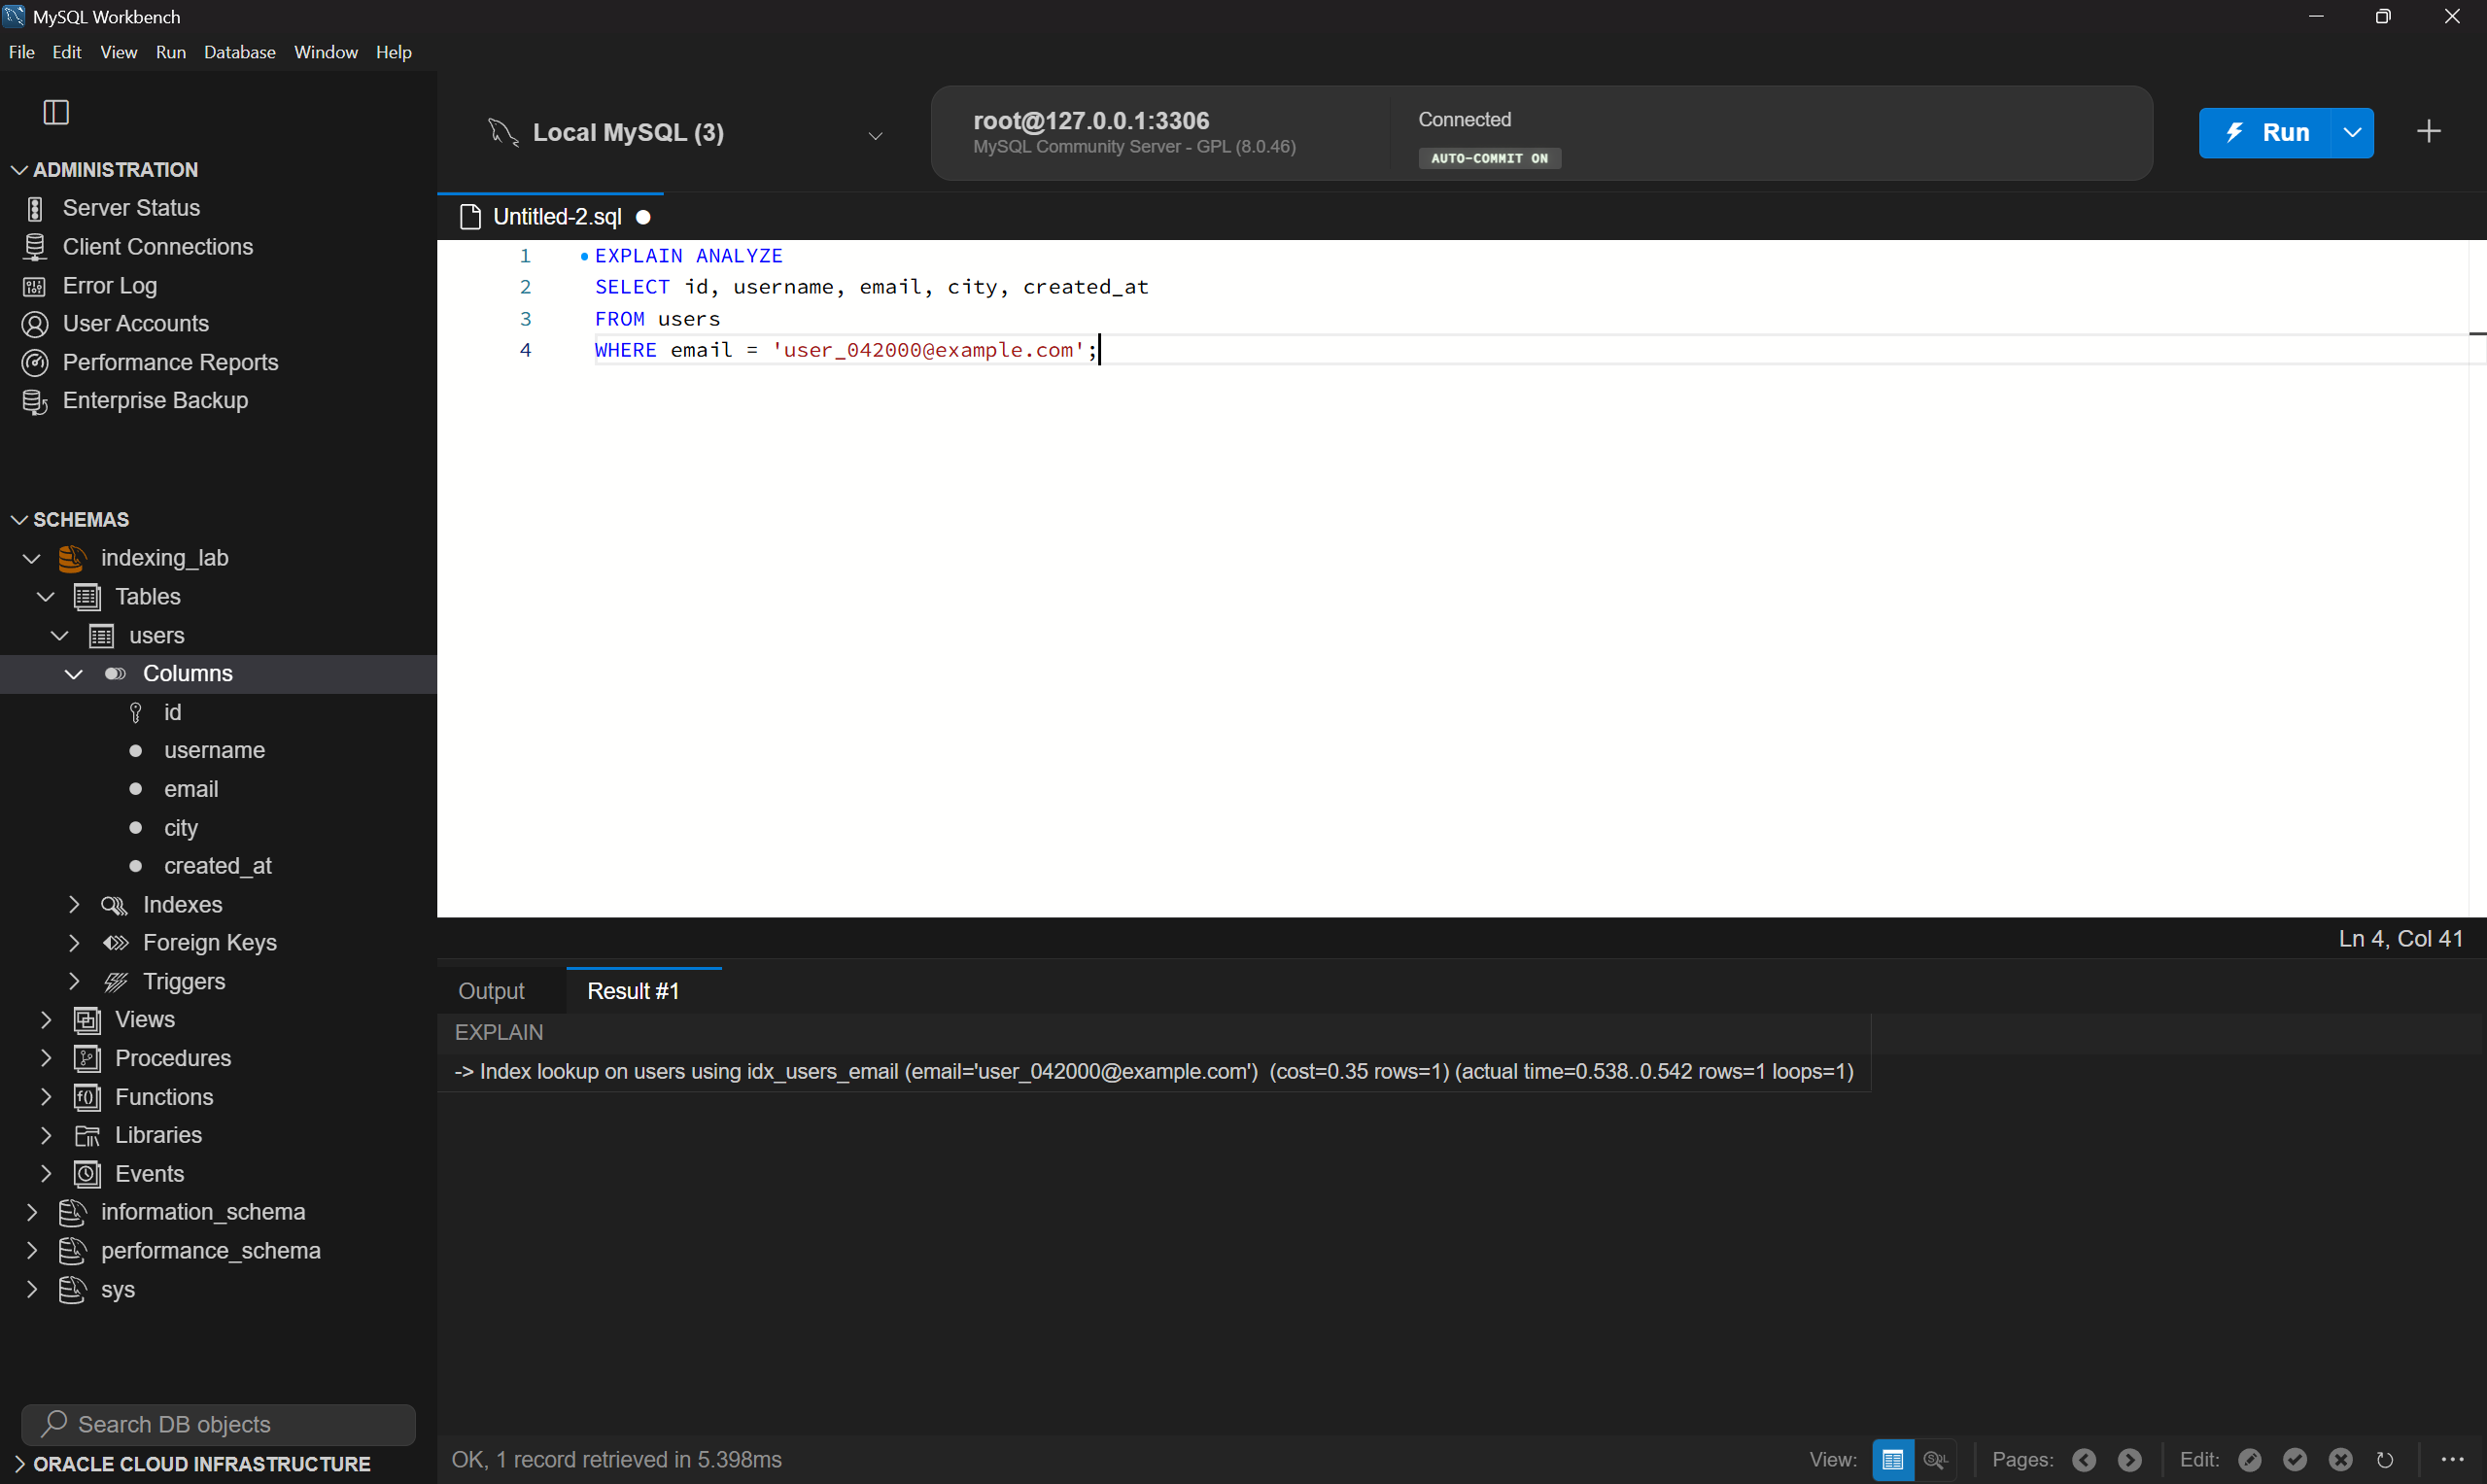 MySQL Workbench
File Edit View Run Database Window Help
Local MySQL (3)
root@127.0.0.1:3306
MySQL Community Server - GPL (8.0.46)
Connected
AUTO-COMMIT ON
Run
ADMINISTRATION
Server Status
Client Connections
Error Log
User Accounts
Performance Reports
Enterprise Backup
SCHEMAS
indexing_lab
Tables
users
Columns
id
username
email
city
created_at
Indexes
Foreign Keys
Triggers
Views
Procedures
Functions
Libraries
Events
information_schema
performance_schema
sys
Search DB objects
ORACLE CLOUD INFRASTRUCTURE
Untitled-2.sql
1 EXPLAIN ANALYZE
2 SELECT id, username, email, city, created_at
3 FROM users
4 WHERE email = 'user_042000@example.com';
Ln 4, Col 41
Output Result #1
EXPLAIN
-> Index lookup on users using idx_users_email (email='user_042000@example.com') (cost=0.35 rows=1) (actual time=0.538..0.542 rows=1 loops=1)
OK, 1 record retrieved in 5.398ms
View: SQL Pages: Edit: